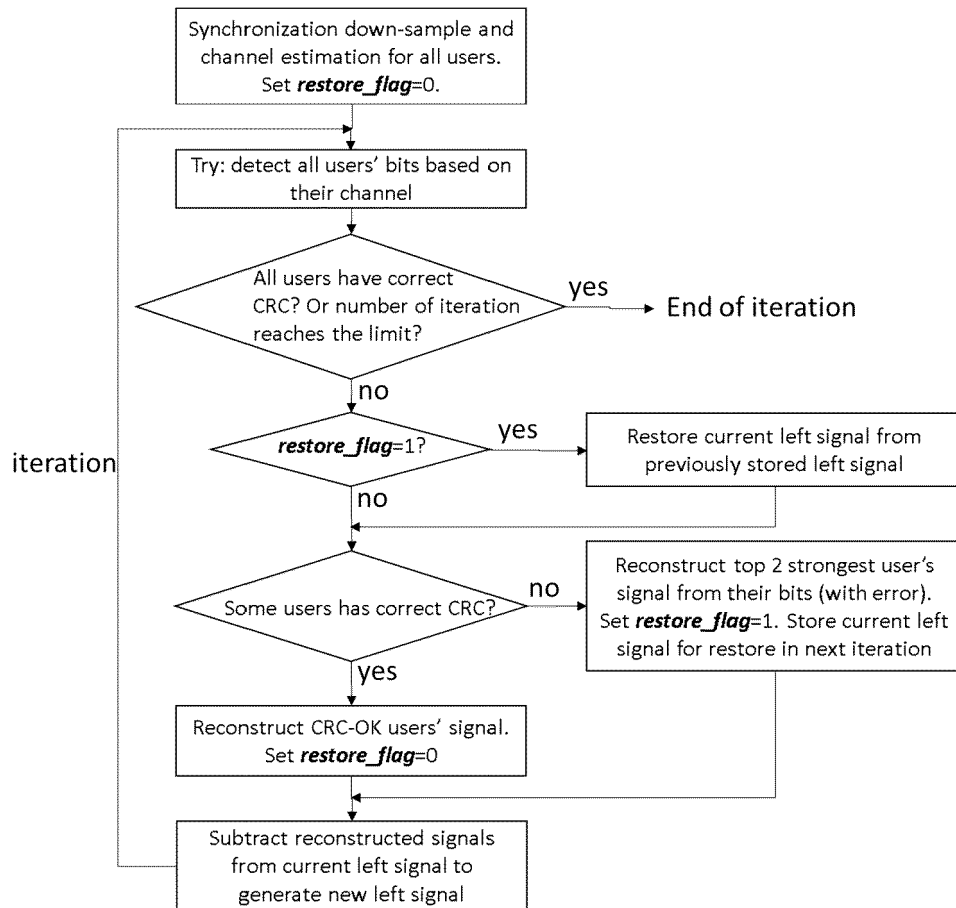 Synchronization down-sample and
channel estimation for all users.
Set restore_flag=0.
Try: detect all users' bits based on
their channel
All users have correct
CRC? Or number of iteration
reaches the limit?
yes
End of iteration
no
restore_flag=1?
yes
Restore current left signal from
previously stored left signal
iteration
no
Some users has correct CRC?
no
Reconstruct top 2 strongest user's
signal from their bits (with error).
Set restore_flag=1. Store current left
signal for restore in next iteration
yes
Reconstruct CRC-OK users' signal.
Set restore_flag=0
Subtract reconstructed signals
from current left signal to
generate new left signal